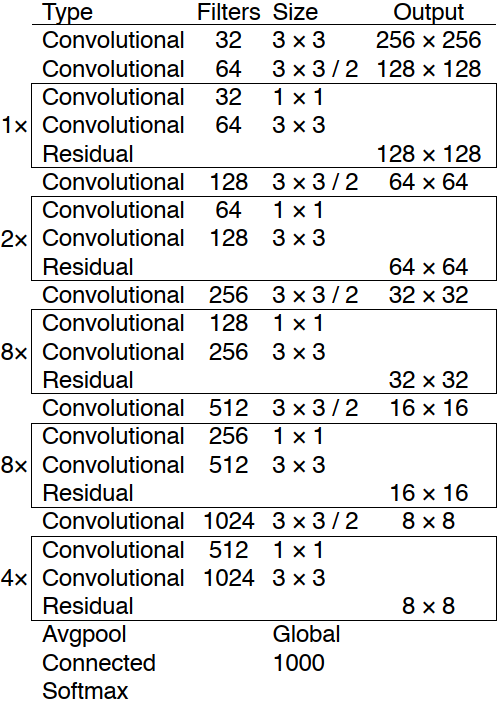 Type Filters Size Output
Convolutional 32 3 × 3 256 × 256
Convolutional 64 3 × 3 / 2 128 × 128
Convolutional 32 1 × 1
1× Convolutional 64 3 × 3
Residual 128 × 128
Convolutional 128 3 × 3 / 2 64 × 64
Convolutional 64 1 × 1
2× Convolutional 128 3 × 3
Residual 64 × 64
Convolutional 256 3 × 3 / 2 32 × 32
Convolutional 128 1 × 1
8× Convolutional 256 3 × 3
Residual 32 × 32
Convolutional 512 3 × 3 / 2 16 × 16
Convolutional 256 1 × 1
8× Convolutional 512 3 × 3
Residual 16 × 16
Convolutional 1024 3 × 3 / 2 8 × 8
Convolutional 512 1 × 1
4× Convolutional 1024 3 × 3
Residual 8 × 8
Avgpool Global
Connected 1000
Softmax